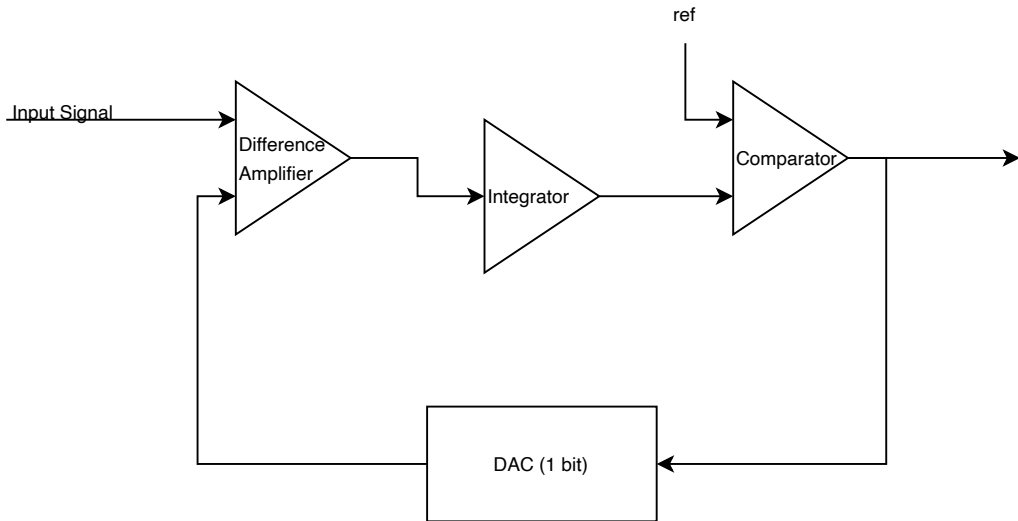 ref
Input Signal
Difference
Amplifier
Integrator
Comparator
DAC (1 bit)